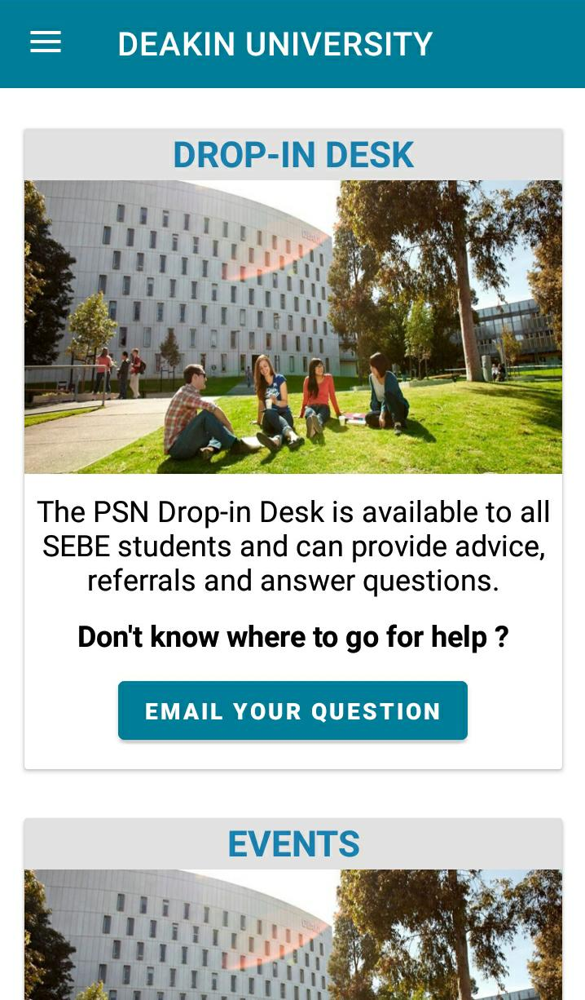 DEAKIN UNIVERSITY
DROP-IN DESK
The PSN Drop-in Desk is available to all
SEBE students and can provide advice,
referrals and answer questions.
Don't know where to go for help ?
EMAIL YOUR QUESTION
EVENTS